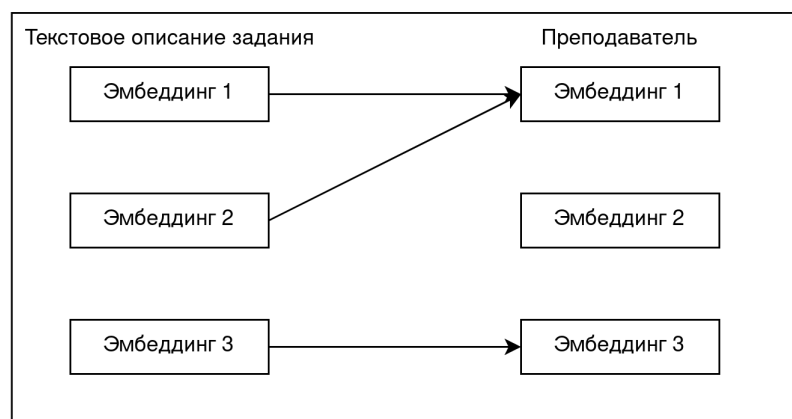 Текстовое описание задания
Преподаватель
Эмбеддинг 1
Эмбеддинг 1
Эмбеддинг 2
Эмбеддинг 2
Эмбеддинг 3
Эмбеддинг 3